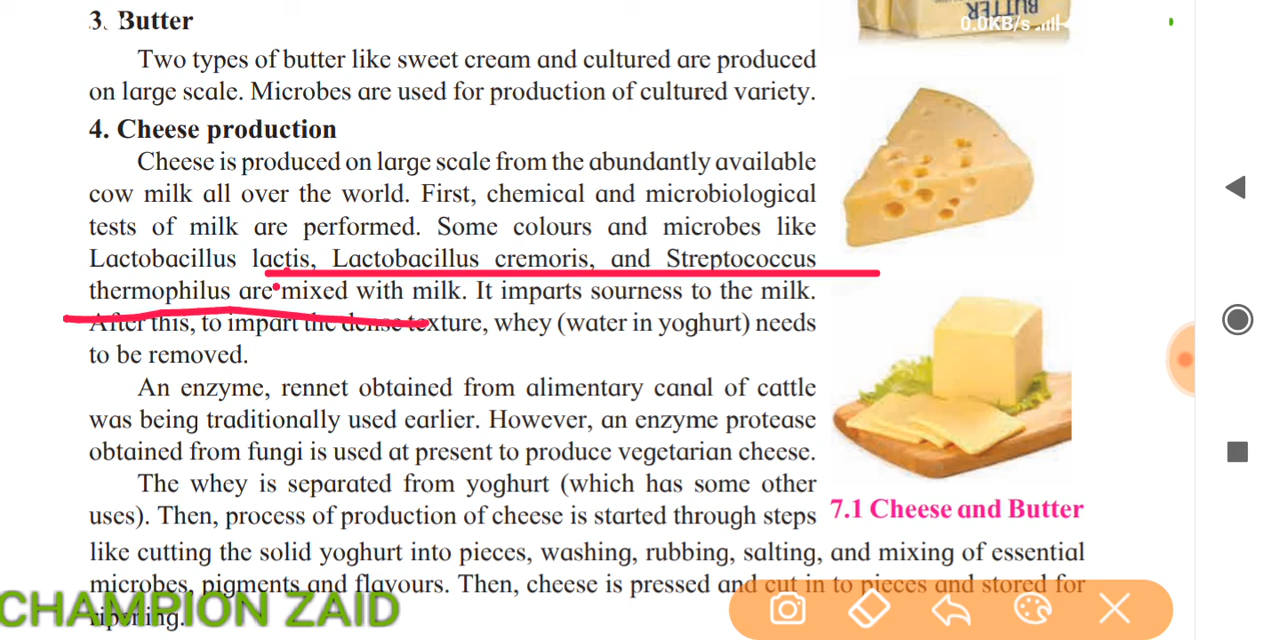 BUTTER
0.0KB/s
3. Butter
Two types of butter like sweet cream and cultured are produced
on large scale. Microbes are used for production of cultured variety.
4. Cheese production
Cheese is produced on large scale from the abundantly available
cow milk all over the world. First, chemical and microbiological
tests of milk are performed. Some colours and microbes like
Lactobacillus lactis, Lactobacillus cremoris, and Streptococcus
thermophilus are mixed with milk. It imparts sourness to the milk.
After this, to impart the dense texture, whey (water in yoghurt) needs
to be removed.
An enzyme, rennet obtained from alimentary canal of cattle
was being traditionally used earlier. However, an enzyme protease
obtained from fungi is used at present to produce vegetarian cheese.
The whey is separated from yoghurt (which has some other
uses). Then, process of production of cheese is started through steps
7.1 Cheese and Butter
like cutting the solid yoghurt into pieces, washing, rubbing, salting, and mixing of essential
microbes, pigments and flavours. Then, cheese is pressed and cut in to pieces and stored for
ripening.
CHAMPION ZAID